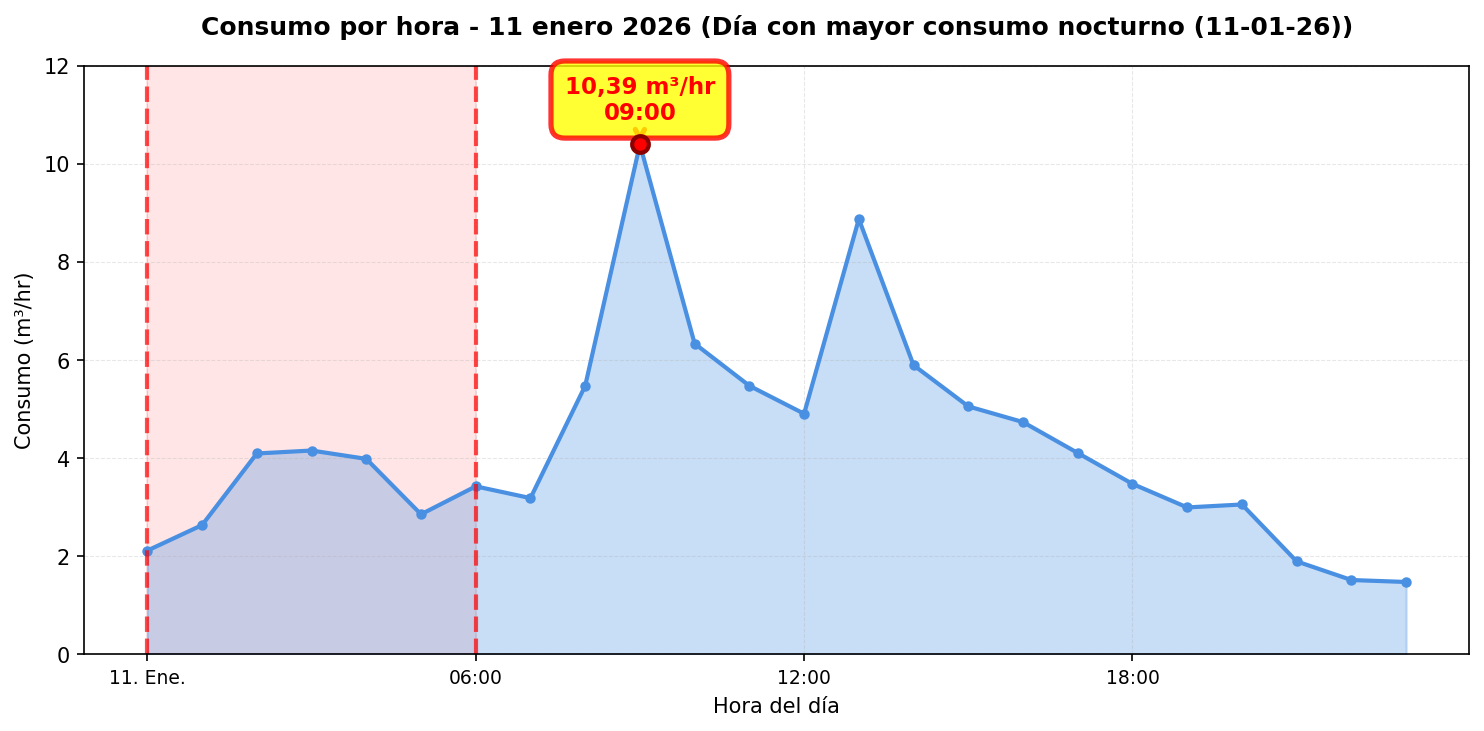 Consumo por hora - 11 enero 2026 (Día con mayor consumo nocturno (11-01-26))
10,39 m³/hr
09:00
Consumo (m³/hr)
12
10
8
6
4
2
0
11. Ene.
06:00
12:00
18:00
Hora del día